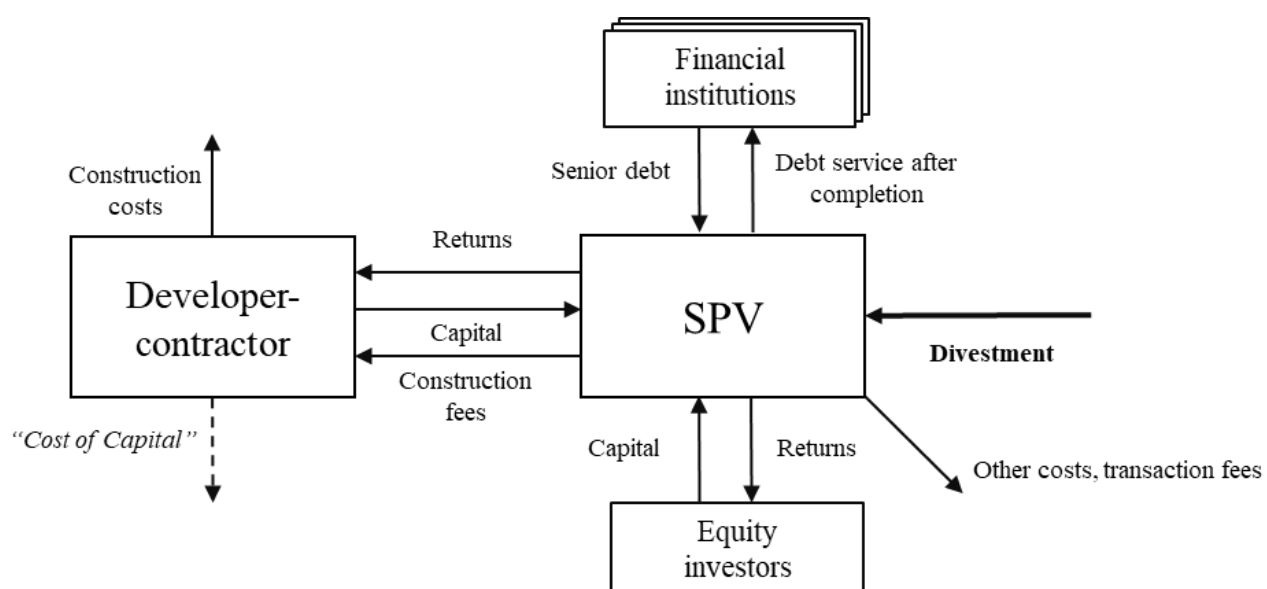 Financial
institutions
Construction
costs
Senior debt
Debt service after
completion
Returns
Developer-
contractor
SPV
Capital
Divestment
Construction
fees
"Cost of Capital"
Capital
Returns
Other costs, transaction fees
Equity
investors